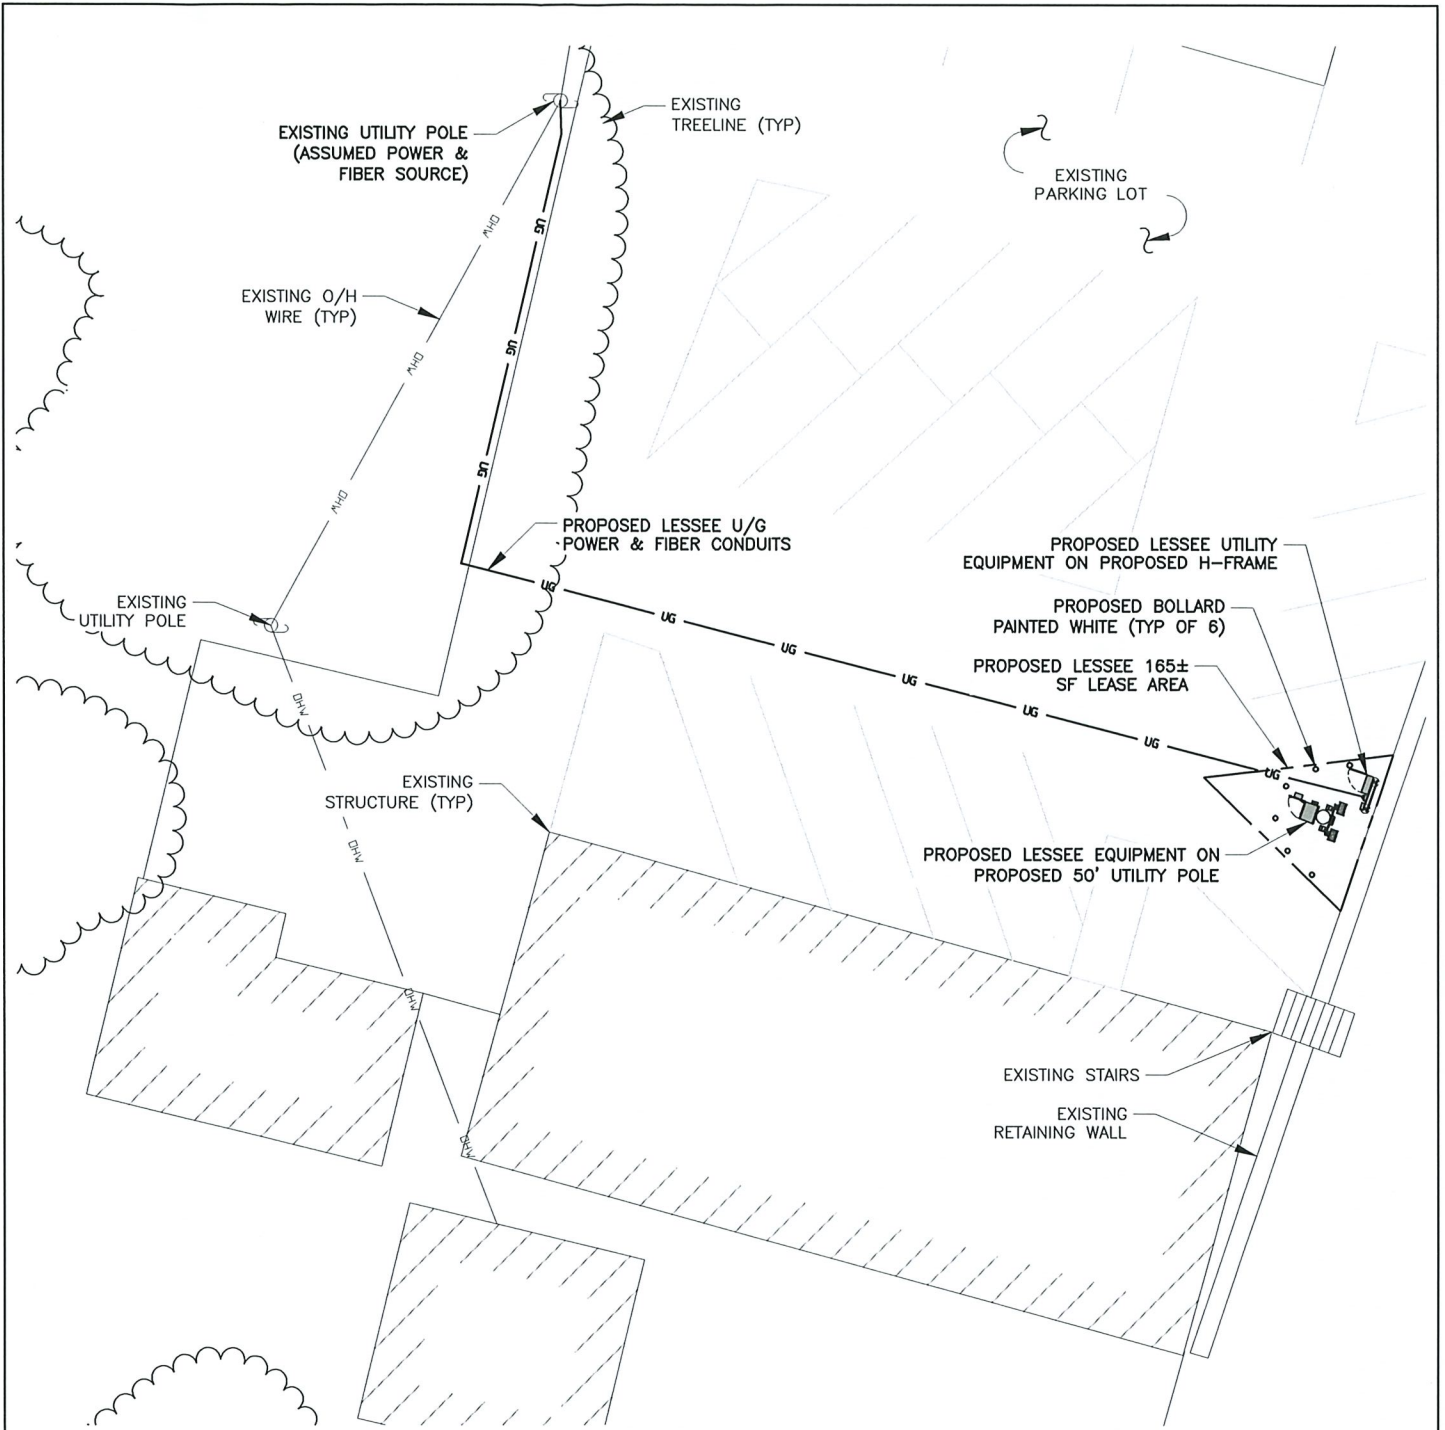 EXISTING UTILITY POLE
(ASSUMED POWER &
FIBER SOURCE)
EXISTING
TREELINE (TYP)
EXISTING
PARKING LOT
OHW
UG
EXISTING O/H
WIRE (TYP)
UG
OHW
UG
OHW
PROPOSED LESSEE U/G
POWER & FIBER CONDUITS
PROPOSED LESSEE UTILITY
EQUIPMENT ON PROPOSED H-FRAME
UG
EXISTING
UTILITY POLE
UG
PROPOSED BOLLARD
PAINTED WHITE (TYP OF 6)
UG
PROPOSED LESSEE 165±
SF LEASE AREA
UG
OHW
UG
UG
UG
EXISTING
STRUCTURE (TYP)
OHW
PROPOSED LESSEE EQUIPMENT ON
PROPOSED 50' UTILITY POLE
OHW
EXISTING STAIRS
EXISTING
RETAINING WALL
OHW